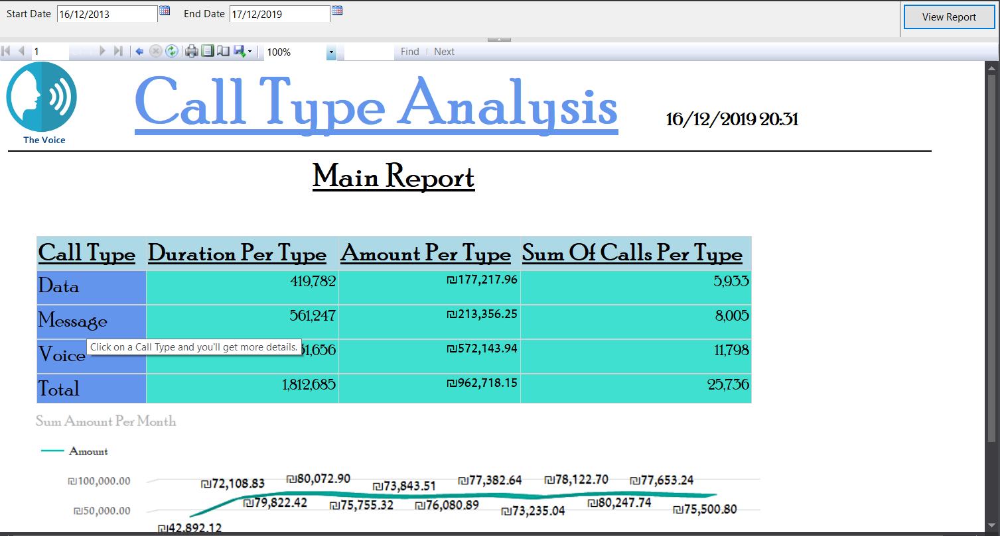 Start Date 16/12/2013 End Date 17/12/2019 View Report
1 100% Find Next
The Voice
Call Type Analysis
16/12/2019 20:31
Main Report
Call Type Duration Per Type Amount Per Type Sum Of Calls Per Type
Data 419,782 ₪177,217.96 5,933
Message 561,247 ₪213,356.25 8,005
Click on a Call Type and you'll get more details.
Voice 1,656 ₪572,143.94 11,798
Total 1,812,685 ₪962,718.15 25,736
Sum Amount Per Month
Amount
₪100,000.00
₪50,000.00
₪42,892.12
₪72,108.83
₪79,822.42
₪80,072.90
₪75,755.32
₪73,843.51
₪76,080.89
₪77,382.64
₪73,235.04
₪78,122.70
₪80,247.74
₪77,653.24
₪75,500.80